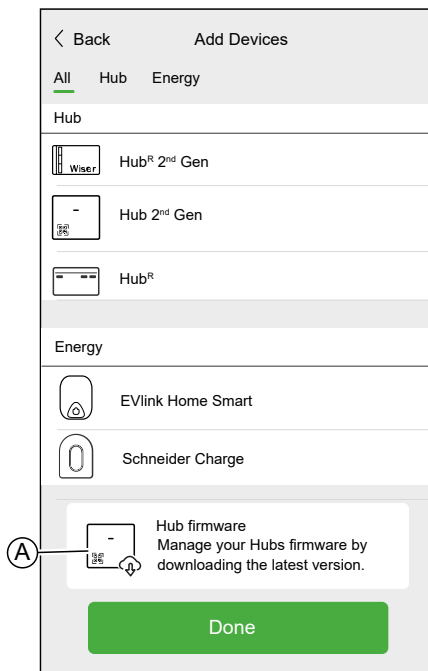 Back Add Devices
All Hub Energy
Hub
Wiser
Hubᴿ 2ⁿᵈ Gen
Hub 2ⁿᵈ Gen
Hubᴿ
Energy
EVlink Home Smart
Schneider Charge
A
Hub firmware
Manage your Hubs firmware by
downloading the latest version.
Done